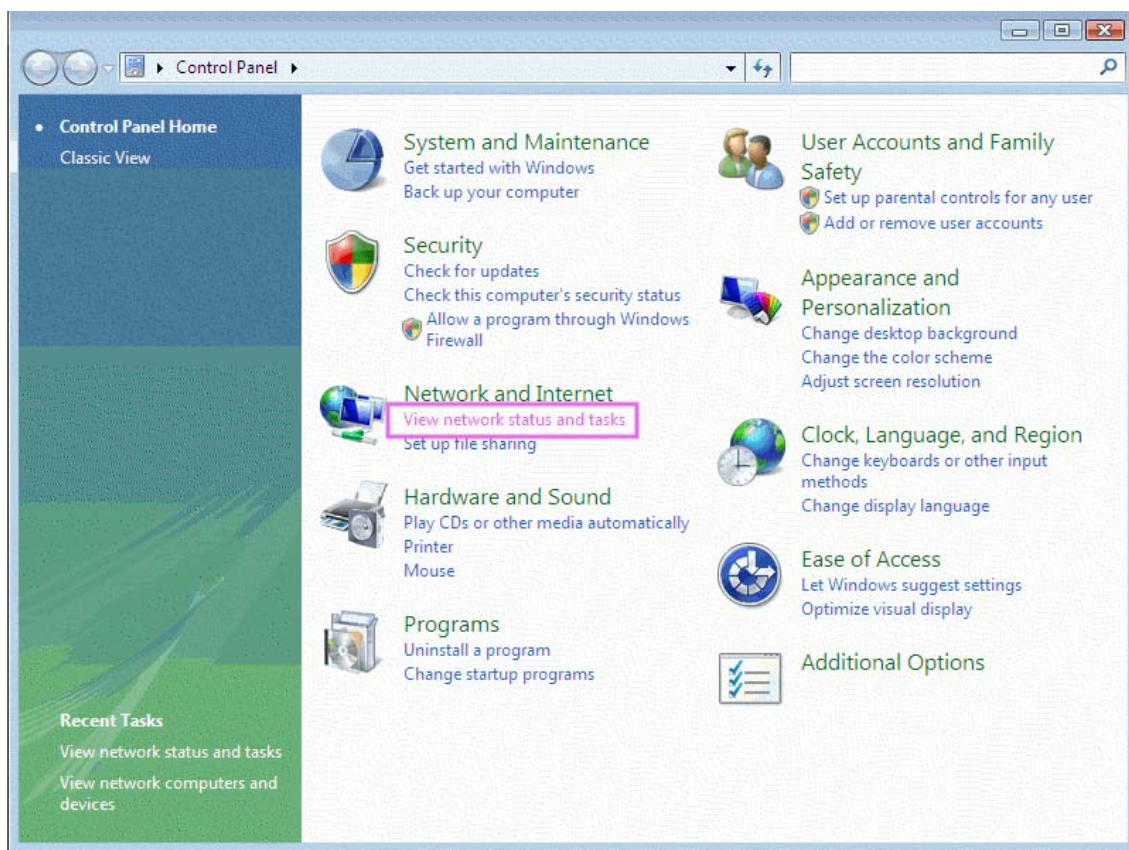 Control Panel
Control Panel Home
Classic View
Recent Tasks
View network status and tasks
View network computers and
devices
System and Maintenance
Get started with Windows
Back up your computer
Security
Check for updates
Check this computer's security status
Allow a program through Windows
Firewall
Network and Internet
View network status and tasks
Set up file sharing
Hardware and Sound
Play CDs or other media automatically
Printer
Mouse
Programs
Uninstall a program
Change startup programs
User Accounts and Family
Safety
Set up parental controls for any user
Add or remove user accounts
Appearance and
Personalization
Change desktop background
Change the color scheme
Adjust screen resolution
Clock, Language, and Region
Change keyboards or other input
methods
Change display language
Ease of Access
Let Windows suggest settings
Optimize visual display
Additional Options